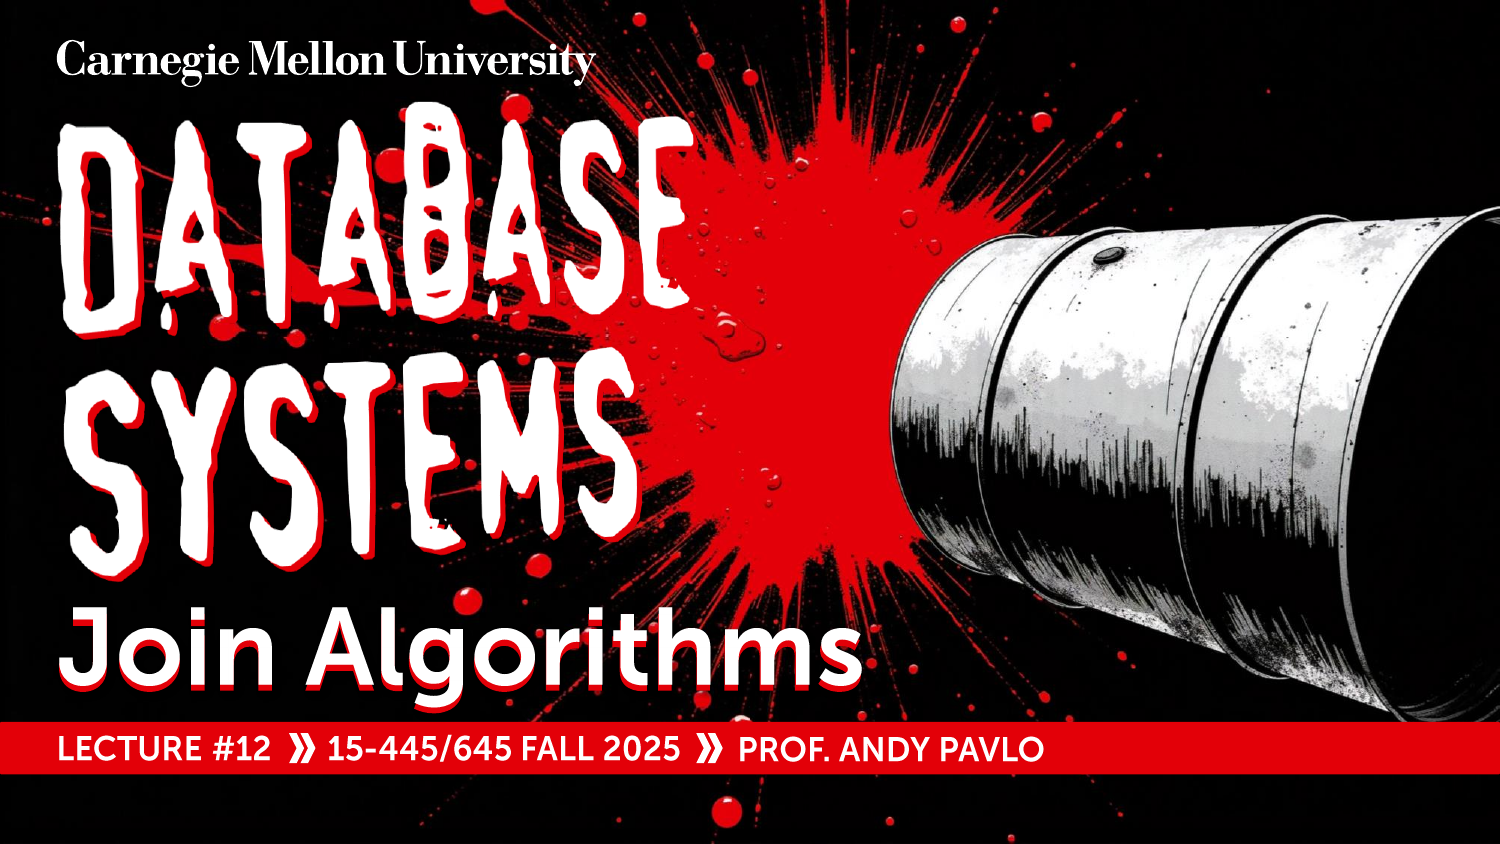 Carnegie Mellon University
DATABASE
SYSTEMS
Join Algorithms
LECTURE #12 » 15-445/645 FALL 2025 » PROF. ANDY PAVLO